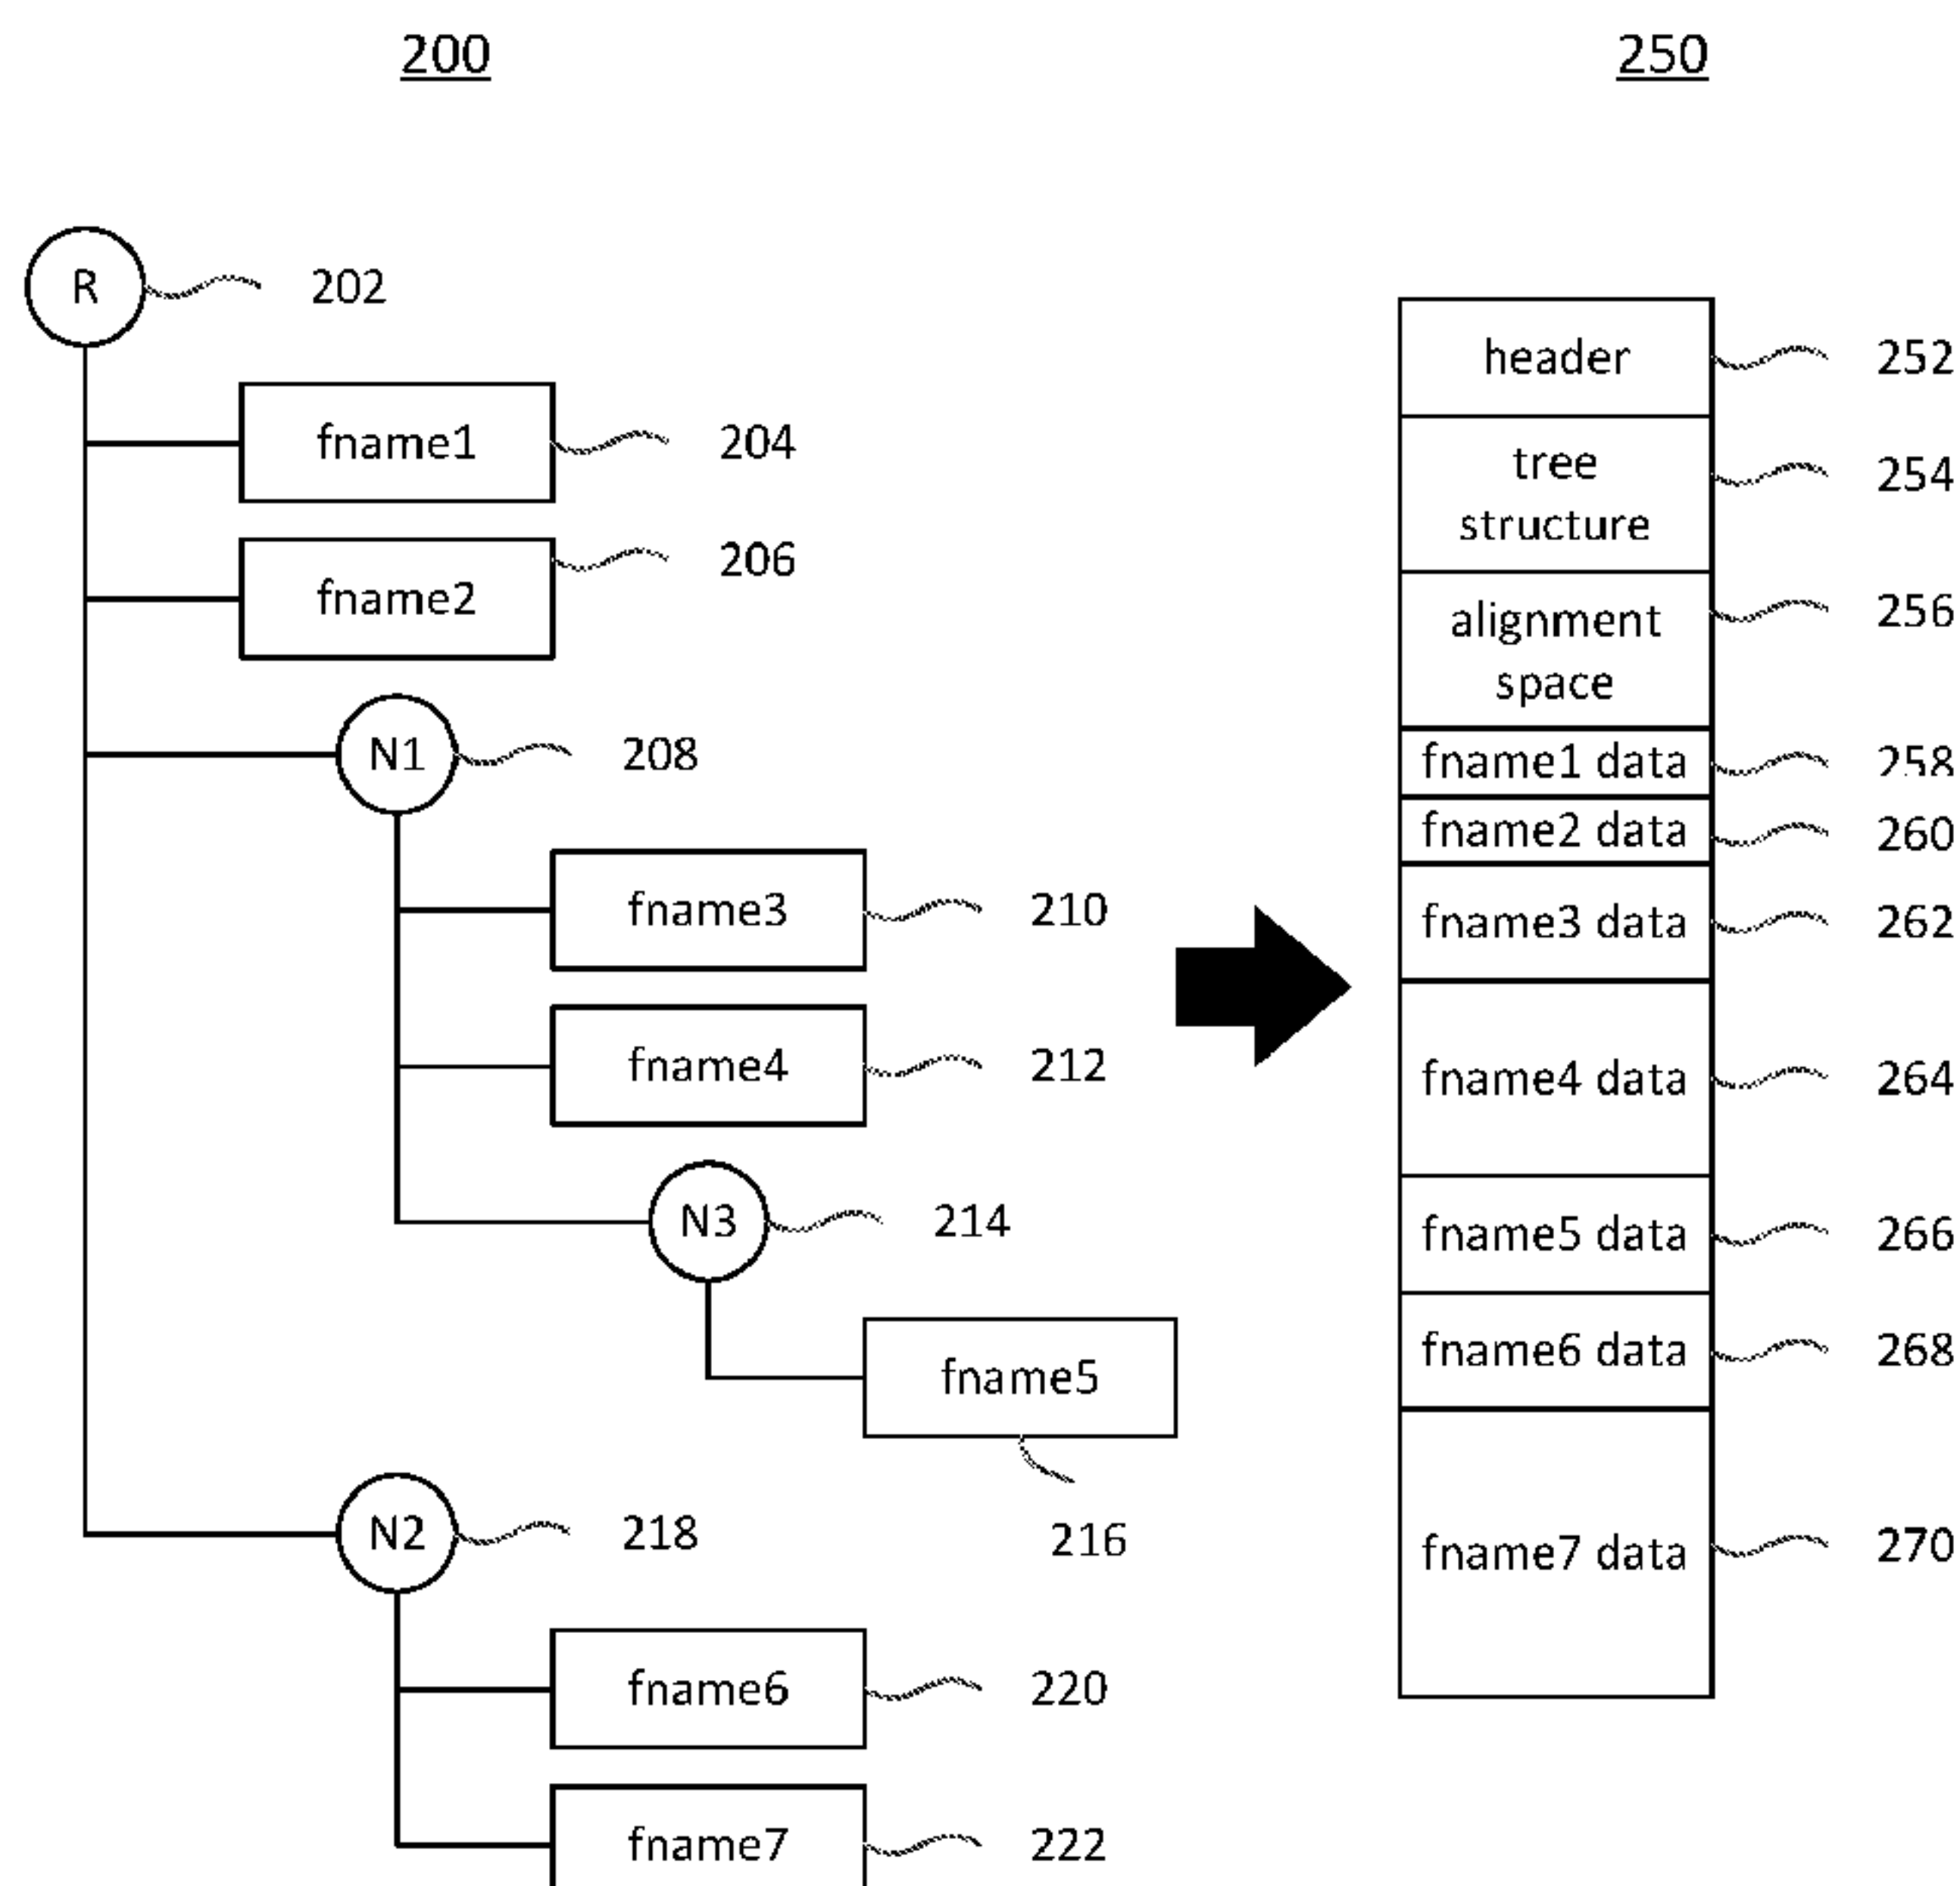 200
250
R
202
fname1
204
fname2
206
N1
208
fname3
210
fname4
212
N3
214
fname5
216
N2
218
fname6
220
fname7
222
header
252
tree
structure
254
alignment
space
256
fname1 data
258
fname2 data
260
fname3 data
262
fname4 data
264
fname5 data
266
fname6 data
268
fname7 data
270